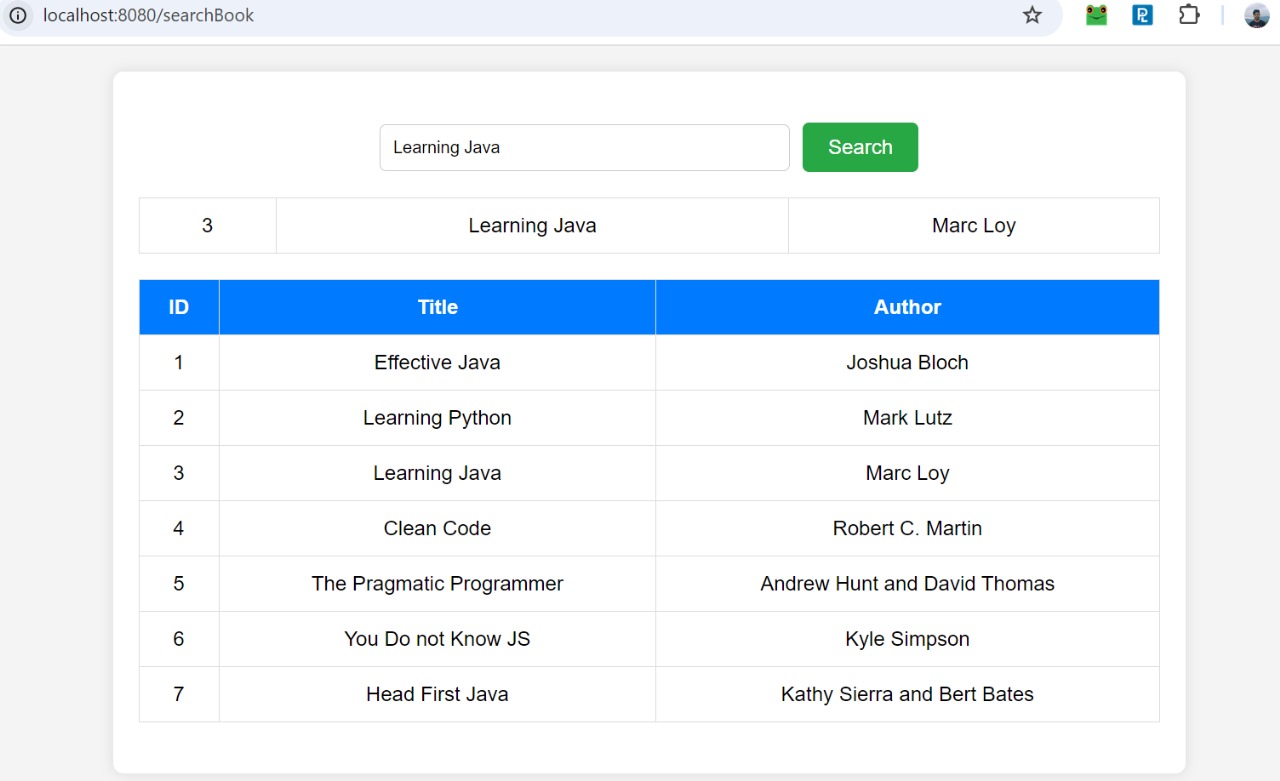 localhost:8080/searchBook
Learning Java Search
3 Learning Java Marc Loy
ID Title Author
1 Effective Java Joshua Bloch
2 Learning Python Mark Lutz
3 Learning Java Marc Loy
4 Clean Code Robert C. Martin
5 The Pragmatic Programmer Andrew Hunt and David Thomas
6 You Do not Know JS Kyle Simpson
7 Head First Java Kathy Sierra and Bert Bates